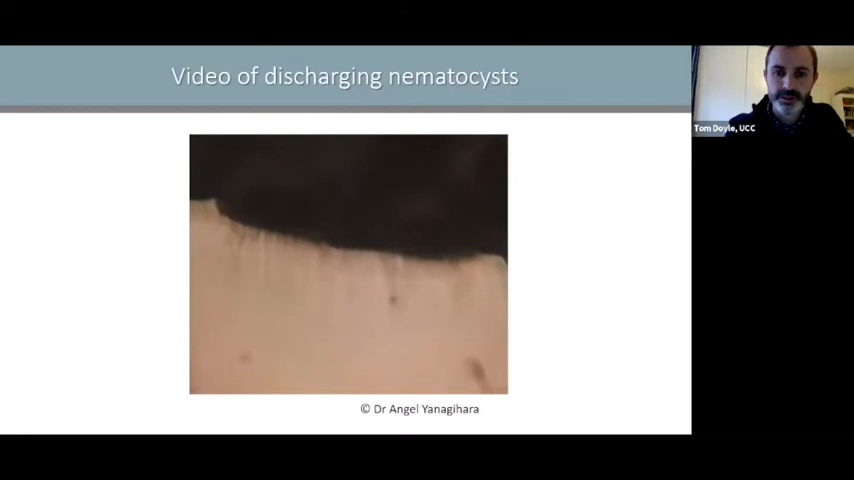 Video of discharging nematocysts
Tom Doyle, UCC
© Dr Angel Yanagihara